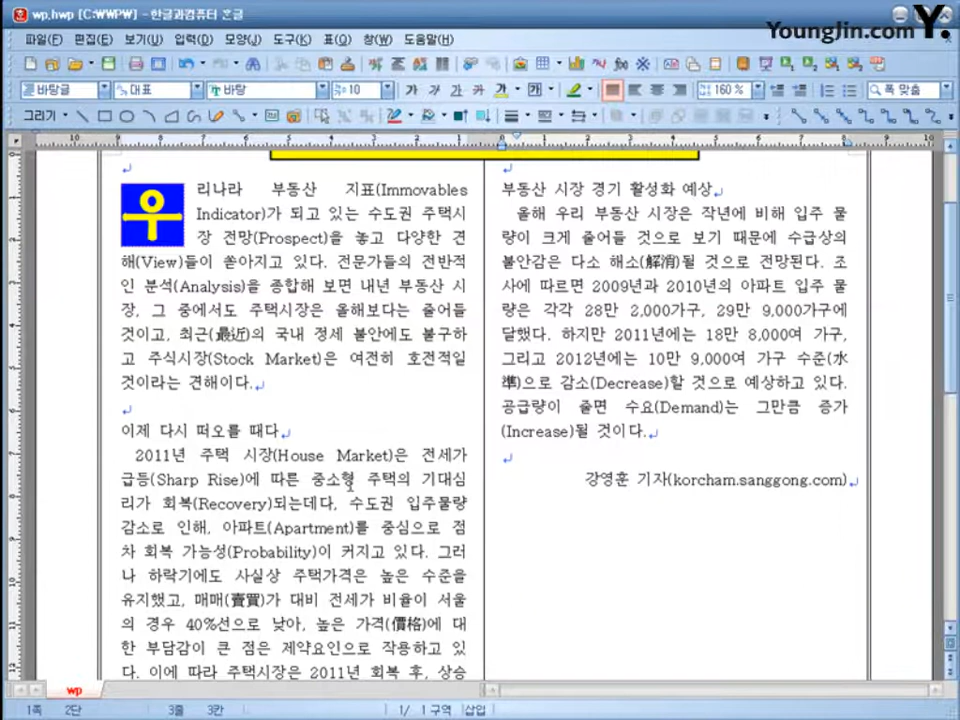 wp.hwp [C:₩WPW] - 한글과컴퓨터 흔글
YoungJin.com Y.
파일(F) 편집(E) 보기(U) 입력(D) 모양(J) 도구(K) 표(Q) 창(W) 도움말(H)
바탕글 대표 바탕 10 가 가 가 가 가 가 160 % 폭 맞춤
그리기
우
리나라 부동산 지표(Immovables
Indicator)가 되고 있는 수도권 주택시
장 전망(Prospect)을 놓고 다양한 견
해(View)들이 쏟아지고 있다. 전문가들의 전반적
인 분석(Analysis)을 종합해 보면 내년 부동산 시
장, 그 중에서도 주택시장은 올해보다는 줄어들
것이고, 최근(最近)의 국내 정세 불안에도 불구하
고 주식시장(Stock Market)은 여전히 호전적일
것이라는 견해이다.
이제 다시 떠오를 때다
2011년 주택 시장(House Market)은 전세가
급등(Sharp Rise)에 따른 중소형 주택의 기대심
리가 회복(Recovery)되는데다, 수도권 입주물량
감소로 인해, 아파트(Apartment)를 중심으로 점
차 회복 가능성(Probability)이 커지고 있다. 그러
나 하락기에도 사실상 주택가격은 높은 수준을
유지했고, 매매(賣買)가 대비 전세가 비율이 서울
의 경우 40%선으로 낮아, 높은 가격(價格)에 대
한 부담감이 큰 점은 제약요인으로 작용하고 있
다. 이에 따라 주택시장은 2011년 회복 후, 상승
부동산 시장 경기 활성화 예상
올해 우리 부동산 시장은 작년에 비해 입주 물
량이 크게 줄어들 것으로 보기 때문에 수급상의
불안감은 다소 해소(解消)될 것으로 전망된다. 조
사에 따르면 2009년과 2010년의 아파트 입주 물
량은 각각 28만 2,000가구, 29만 9,000가구에
달했다. 하지만 2011년에는 18만 8,000여 가구,
그리고 2012년에는 10만 9,000여 가구 수준(水
準)으로 감소(Decrease)할 것으로 예상하고 있다.
공급량이 줄면 수요(Demand)는 그만큼 증가
(Increase)될 것이다.
강영훈 기자(korcham.sanggong.com)
wp
1쪽 2단 3줄 3칸 1/ 1 구역 삽입